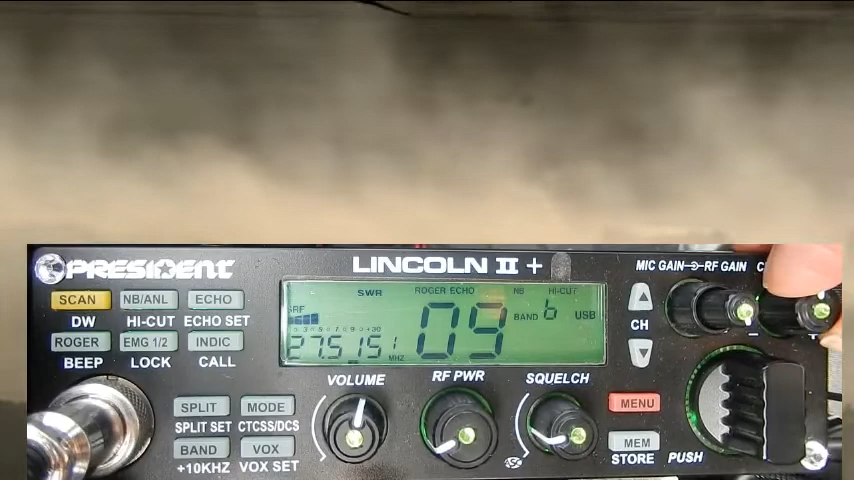 PRESIDENT
LINCOLN II +
MIC GAIN RF GAIN C
SCAN NB/ANL ECHO
DW HI-CUT ECHO SET
ROGER EMG 1/2 INDIC
BEEP LOCK CALL
SPLIT MODE
SPLIT SET CTCSS/DCS
BAND VOX
+10KHZ VOX SET
SWR ROGER ECHO NB HI-CUT
09 BAND b USB
27.5151 MHZ
VOLUME RF PWR SQUELCH
ASC
CH
- +
MENU
MEM
STORE PUSH